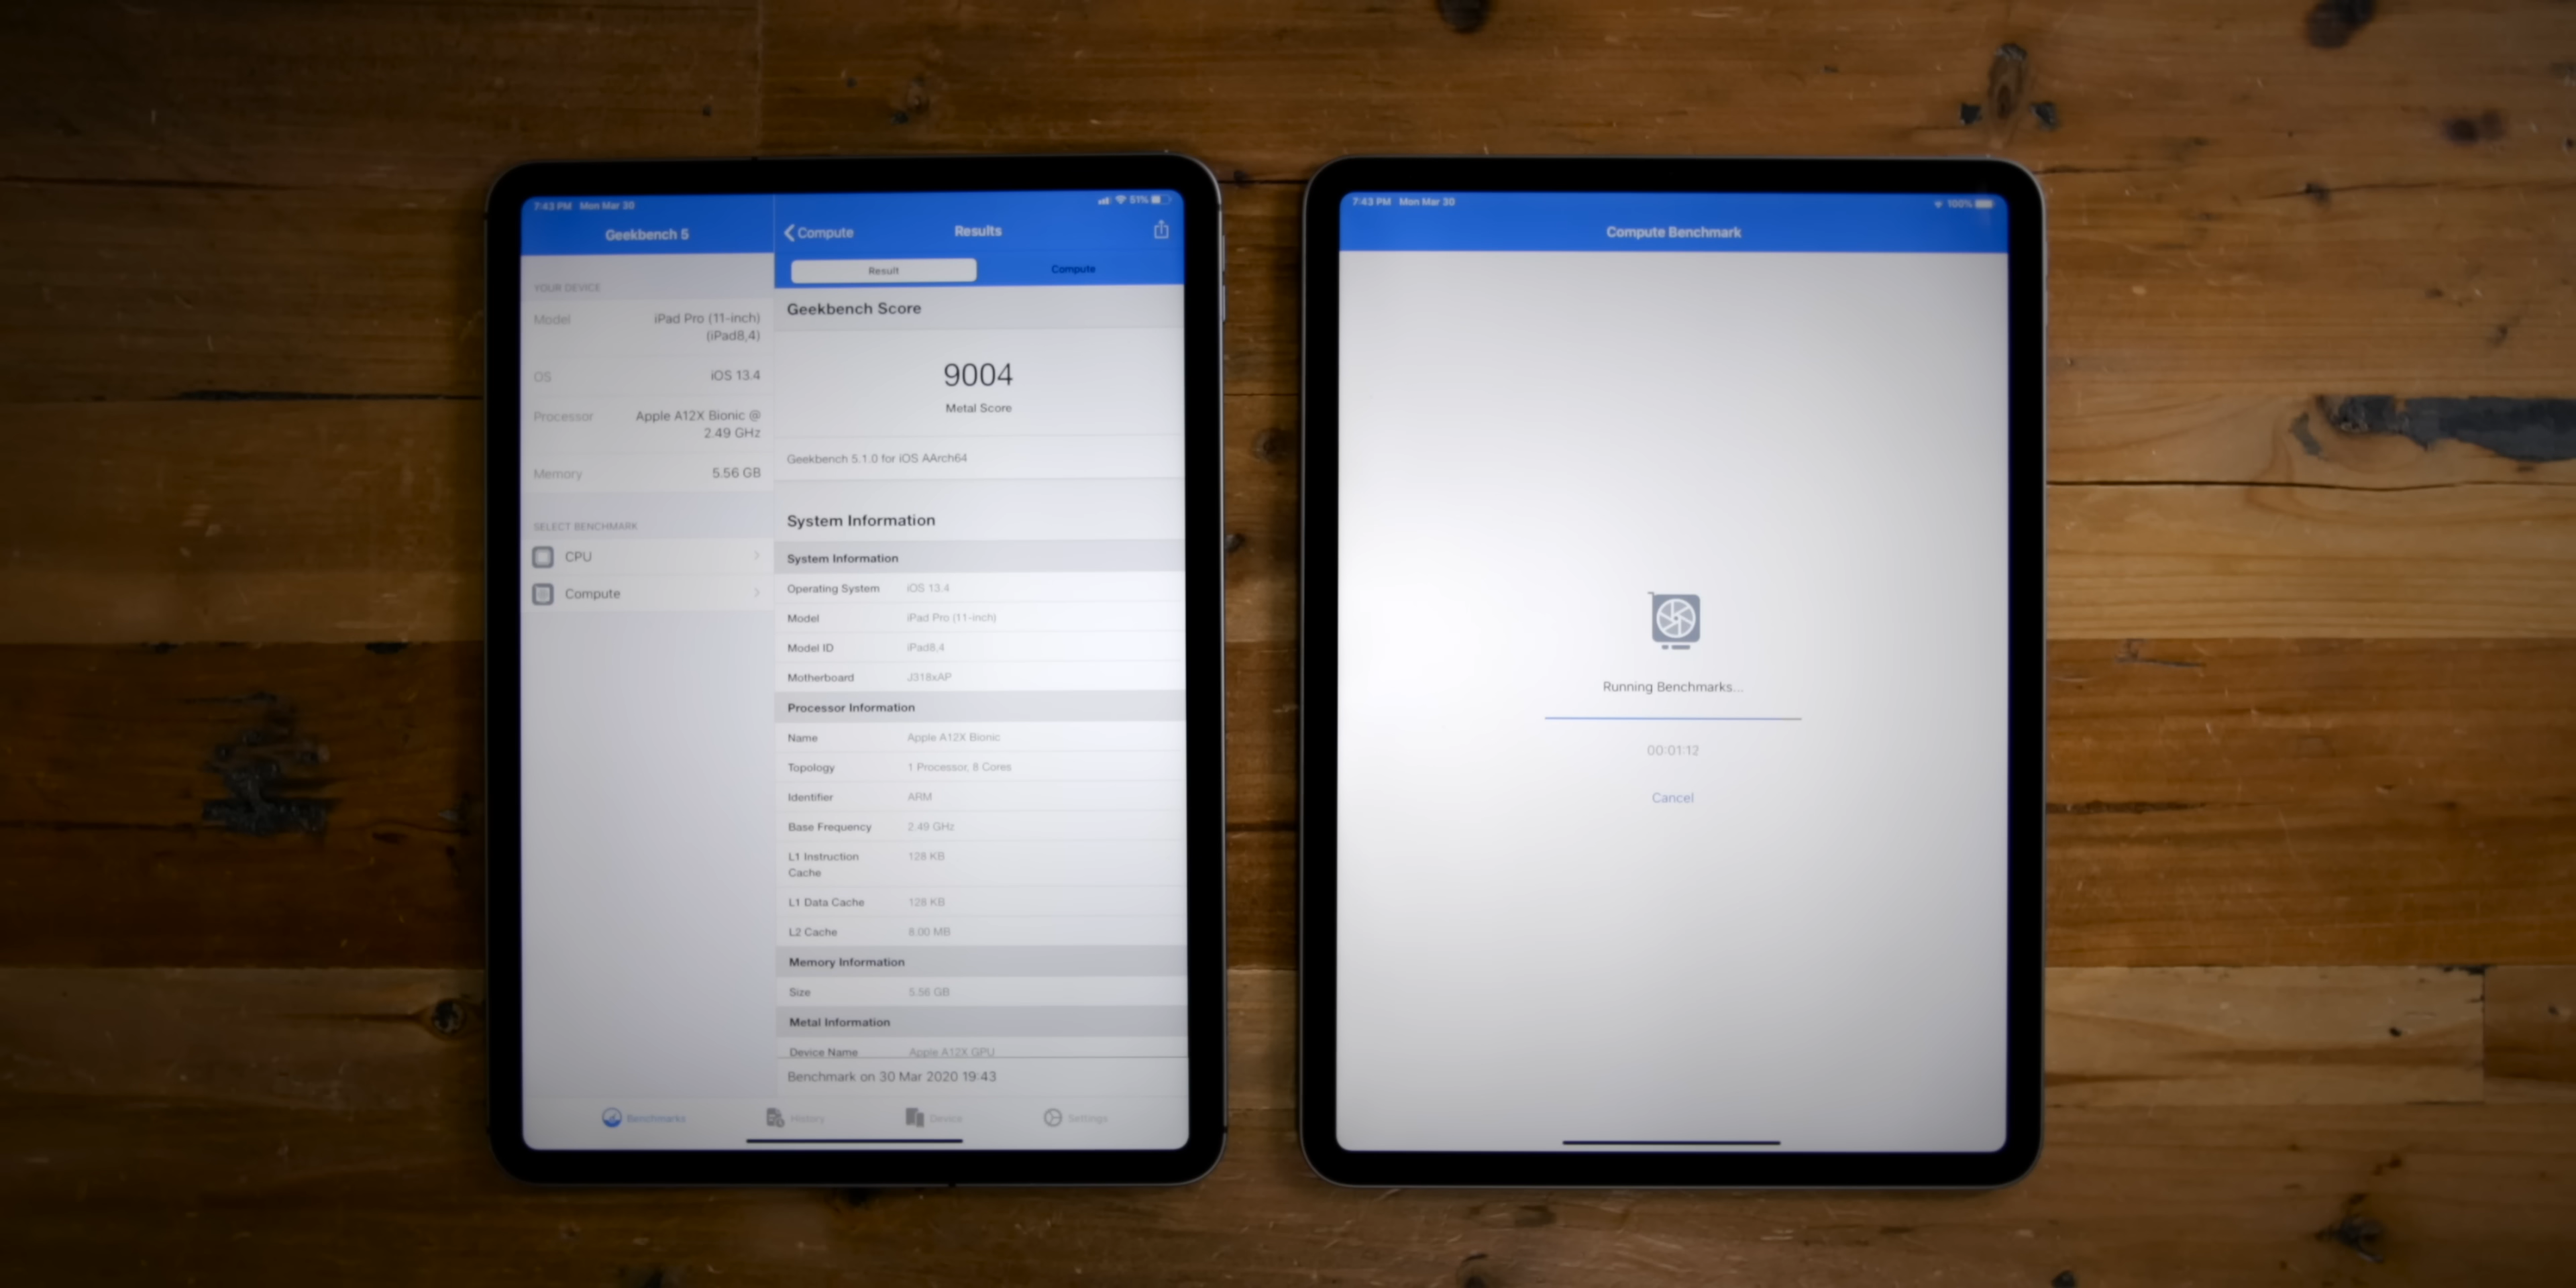 7:43 PM Mon Mar 30
Geekbench 5
YOUR DEVICE
Model iPad Pro (11-inch)
(iPad8,4)
OS iOS 13.4
Processor Apple A12X Bionic @
2.49 GHz
Memory 5.56 GB
SELECT BENCHMARK
CPU
Compute
51%
Compute Results
Result Compute
Geekbench Score
9004
Metal Score
Geekbench 5.1.0 for iOS AArch64
System Information
System Information
Operating System iOS 13.4
Model iPad Pro (11-inch)
Model ID iPad8,4
Motherboard J318xAP
Processor Information
Name Apple A12X Bionic
Topology 1 Processor, 8 Cores
Identifier ARM
Base Frequency 2.49 GHz
L1 Instruction 128 KB
Cache
L1 Data Cache 128 KB
L2 Cache 8.00 MB
Memory Information
Size 5.56 GB
Metal Information
Device Name Apple A12X GPU
Benchmark on 30 Mar 2020 19:43
Benchmarks History Device Settings
7:43 PM Mon Mar 30 100%
Compute Benchmark
Running Benchmarks...
00:01:12
Cancel